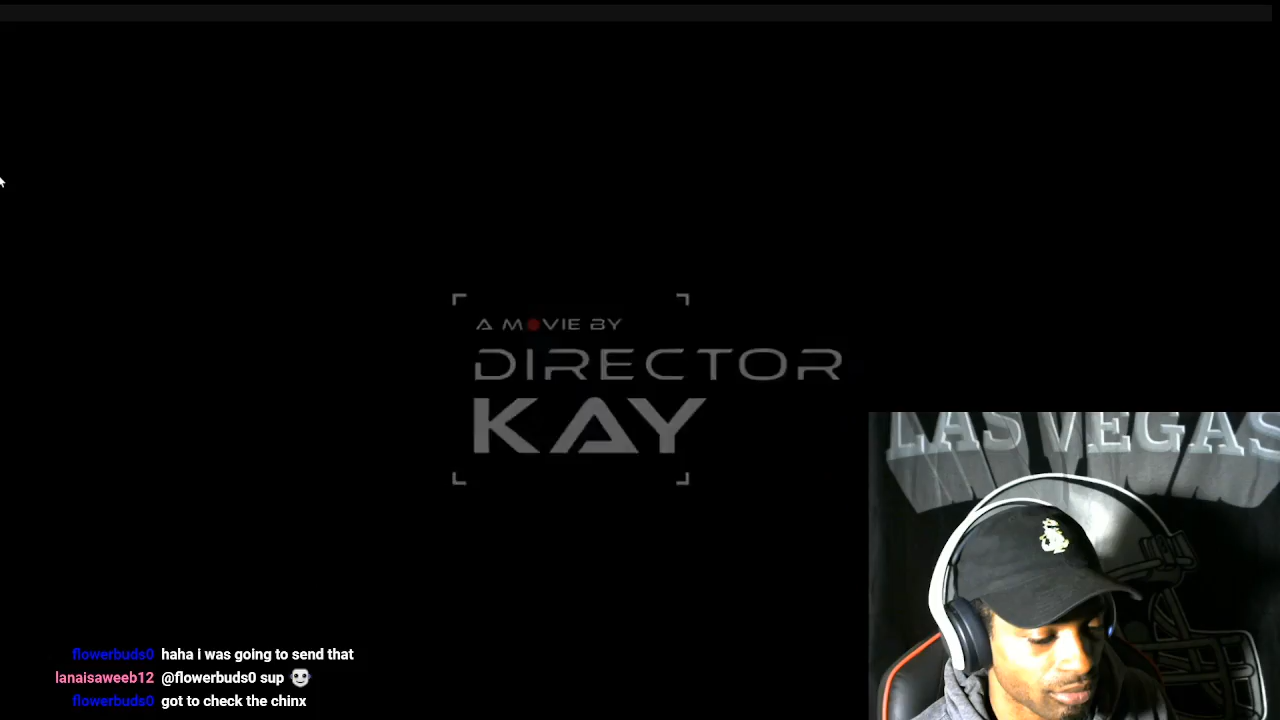 A MOVIE BY
DIRECTOR
KAY
LAS VEGAS
flowerbuds0 haha i was going to send that
lanaisaweeb12 @flowerbuds0 sup
flowerbuds0 got to check the chinx